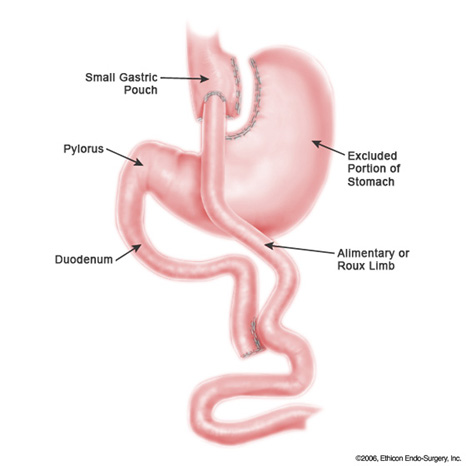 Small Gastric
Pouch
Pylorus
Excluded
Portion of
Stomach
Duodenum
Alimentary or
Roux Limb
©2006, Ethicon Endo-Surgery, Inc.